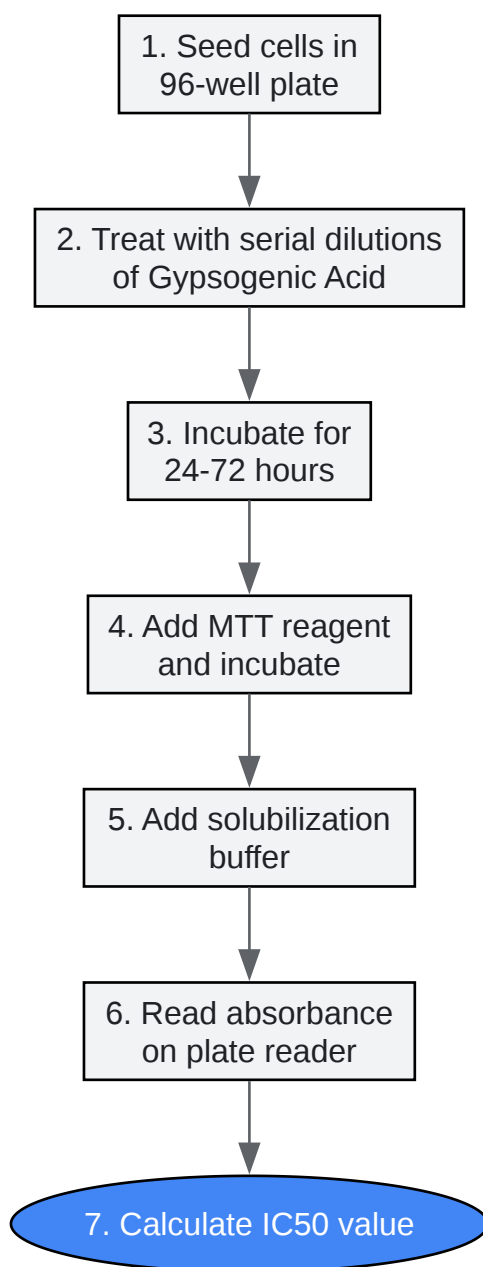 1. Seed cells in
96-well plate
2. Treat with serial dilutions
of Gypsogenic Acid
3. Incubate for
24-72 hours
4. Add MTT reagent
and incubate
5. Add solubilization
buffer
6. Read absorbance
on plate reader
7. Calculate IC50 value